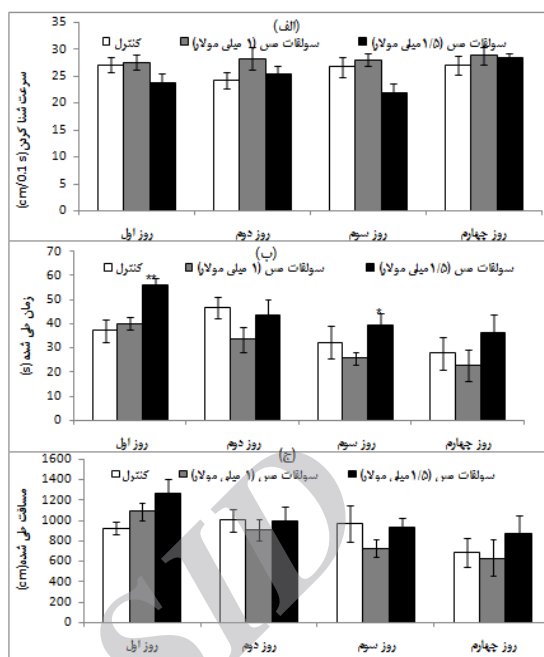 (الف)
کنترل سولفات مس (۱ میلی مولار) سولفات مس (۱/۵ میلی مولار)
سرعت شنا کردن (cm/0.1 s)
35
30
25
20
15
10
5
0
روز اول روز دوم روز سوم روز چهارم
(ب)
کنترل سولفات مس (۱ میلی مولار) سولفات مس (۱/۵ میلی مولار)
زمان طی شده (s)
70
60
50
40
30
20
10
0
**
*
روز اول روز دوم روز سوم روز چهارم
(ج)
کنترل سولفات مس (۱ میلی مولار) سولفات مس (۱/۵ میلی مولار)
مسافت طی شده (cm)
1600
1400
1200
1000
800
600
400
200
0
روز اول روز دوم روز سوم روز چهارم
SID